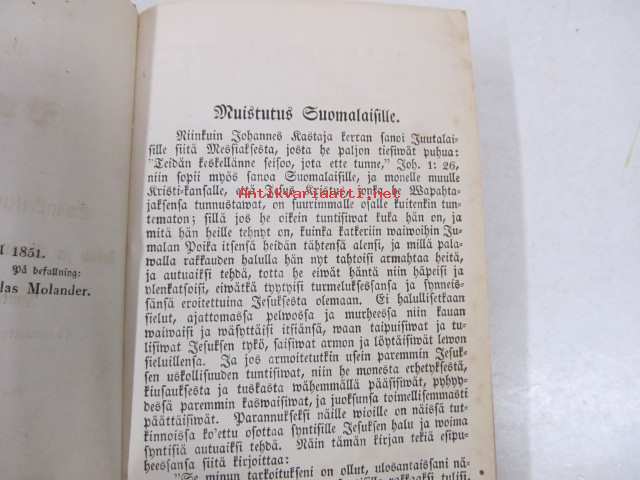 1851.
På befallning:
las Molander.
Muistutus Suomalaisille.
Niinkuin Johannes Kastaja kerran sanoi Juutalai-
sille siitä Messiaksesta, josta he paljon tiesiwät puhua:
"Teidän keskellänne seisoo, jota ette tunne," Joh. 1: 26,
niin sopii myös sanoa Suomalaisille, ja monelle muulle
Kristi-kansalle, että Jesus Kristus, jonka he Wapahta-
jaksensa tunnustawat, on suurimmalle osalle kuitenkin tun-
tematon; sillä jos he oikein tuntisiwat kuka hän on, ja
mitä hän heille tehnyt on, kuinka katkeriin waiwoihin Ju-
malan Poika itsensä heidän tähtensä alensi, ja millä pala-
walla rakkauden halulla hän nyt tahtoisi armahtaa heitä,
ja autuaiksi tehdä, totta he eiwät häntä niin häpeisi ja
ylenkatsoisi, eiwätkä tyytyisi turmeluksessansa ja synneis-
sänsä eroitettuina Jesuksesta olemaan. Ei halullisetkaan
sielut, ajattomassa pelwossa ja murheessa niin kauan
waiwaisi ja wäsyttäisi itsiänsä, waan taipuisiwat ja tu-
lisiwat Jesuksen tykö, saisiwat armon ja löytäisiwät lewon
sieluillensa. Ja jos armoitetutkin usein paremmin Jesuk-
sen uskollisuuden tuntisiwat, niin he monesta erhetyksestä,
kiusauksesta ja tuskasta wähemmällä pääsisiwät, pyhyy-
dessä paremmin kaswaisiwat, ja juoksunsa toimellisemmasti
päättäisiwät. Parannukseksi näille wioille on näissä tut-
kinnoissa ko'ettu osottaa syntisille Jesuksen halu ja woima
syntisiä autuaiksi tehdä. Näin tämän kirjan tekiä esipu-
heessansa siitä kirjoittaa:
"Se minun tarkoitukseni on ollut, ulosantaissani nä-
Antikvariaatti.net